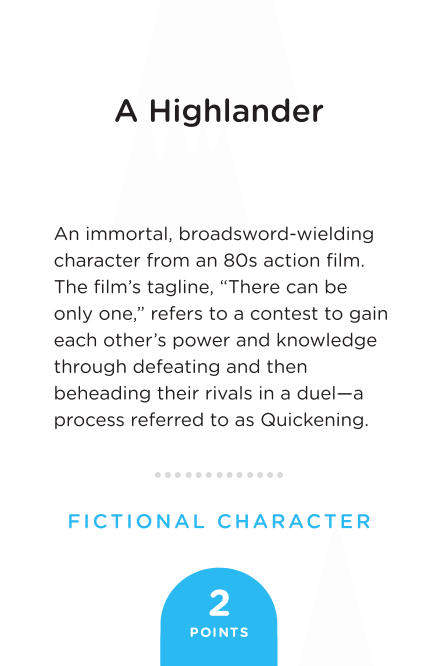 A Highlander
An immortal, broadsword-wielding
character from an 80s action film.
The film’s tagline, “There can be
only one,” refers to a contest to gain
each other’s power and knowledge
through defeating and then
beheading their rivals in a duel—a
process referred to as Quickening.
FICTIONAL CHARACTER
2
POINTS